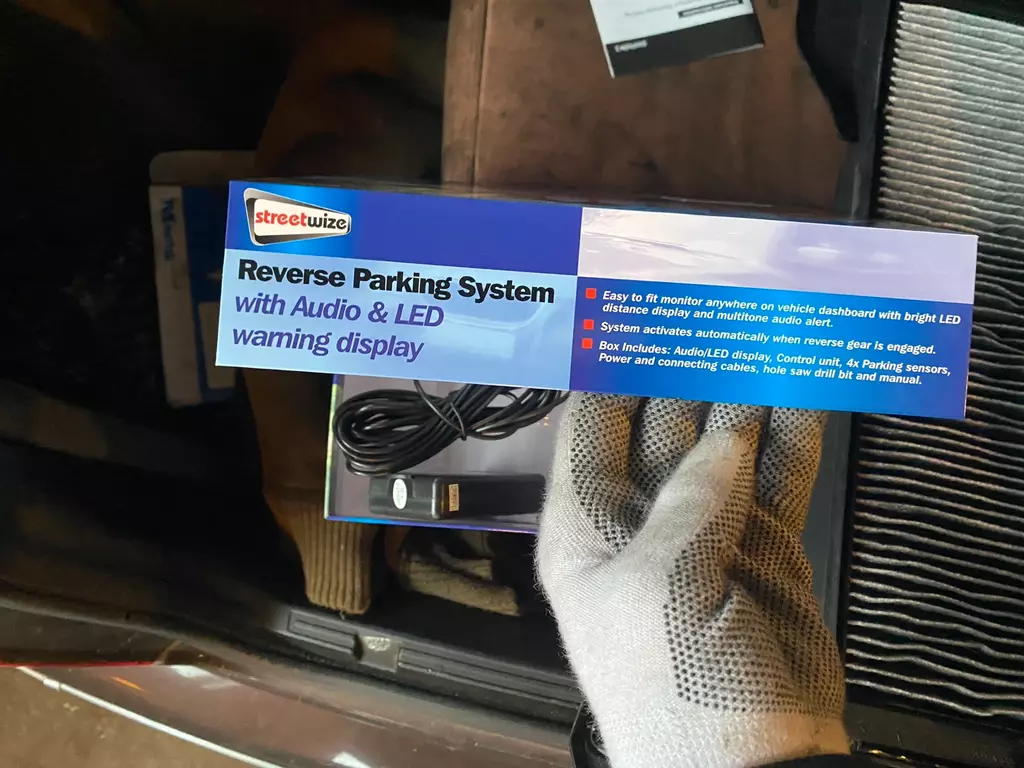 streetwize
Reverse Parking System
with Audio & LED
warning display
Easy to fit monitor anywhere on vehicle dashboard with bright LED
distance display and multitone audio alert.
System activates automatically when reverse gear is engaged.
Box Includes: Audio/LED display, Control unit, 4x Parking sensors,
Power and connecting cables, hole saw drill bit and manual.